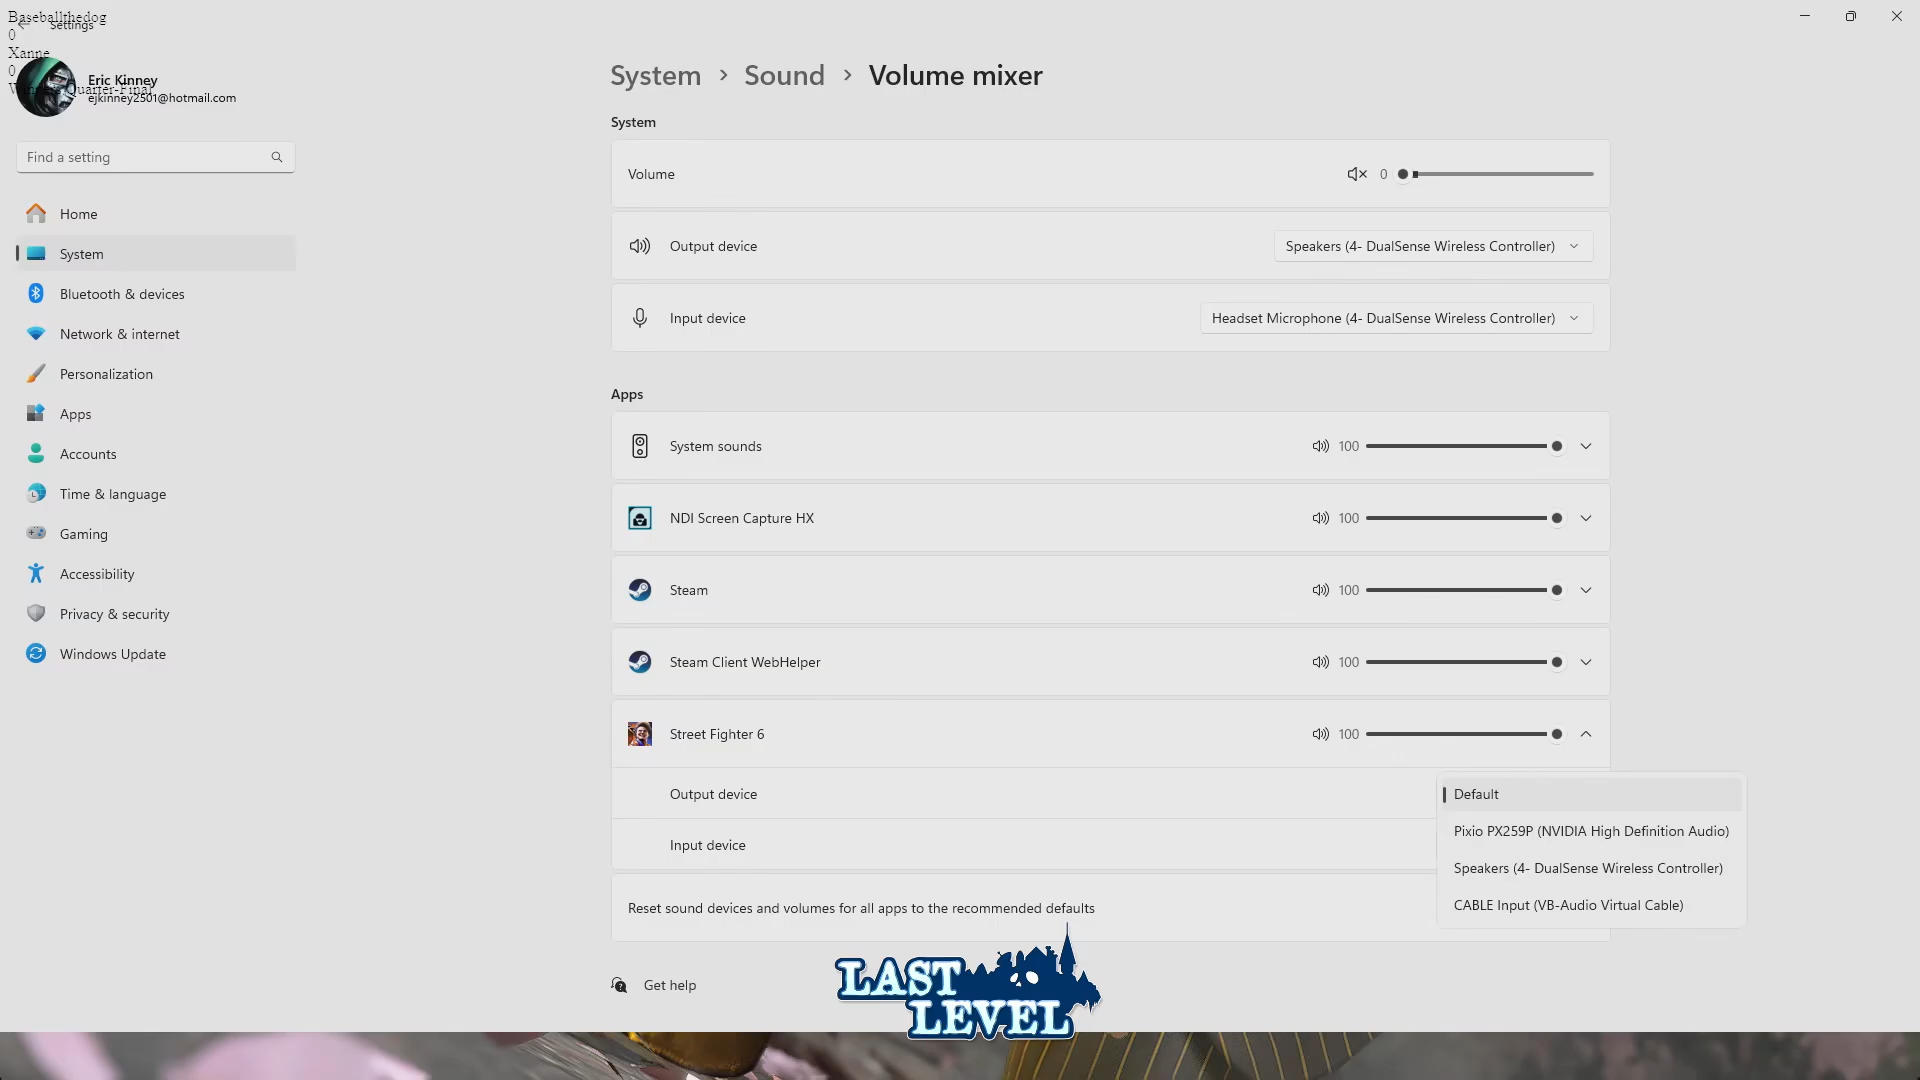 Baseballthedog
0
Xanne
0
Quarter-Final
Settings
Eric Kinney
ejkinney2501@hotmail.com
Find a setting
Home
System
Bluetooth & devices
Network & internet
Personalization
Apps
Accounts
Time & language
Gaming
Accessibility
Privacy & security
Windows Update
System > Sound > Volume mixer
System
Volume 0
Output device Speakers (4- DualSense Wireless Controller)
Input device Headset Microphone (4- DualSense Wireless Controller)
Apps
System sounds 100
NDI Screen Capture HX 100
Steam 100
Steam Client WebHelper 100
Street Fighter 6 100
Output device
Input device
Default
Pixio PX259P (NVIDIA High Definition Audio)
Speakers (4- DualSense Wireless Controller)
CABLE Input (VB-Audio Virtual Cable)
Reset sound devices and volumes for all apps to the recommended defaults
Get help
LAST
LEVEL